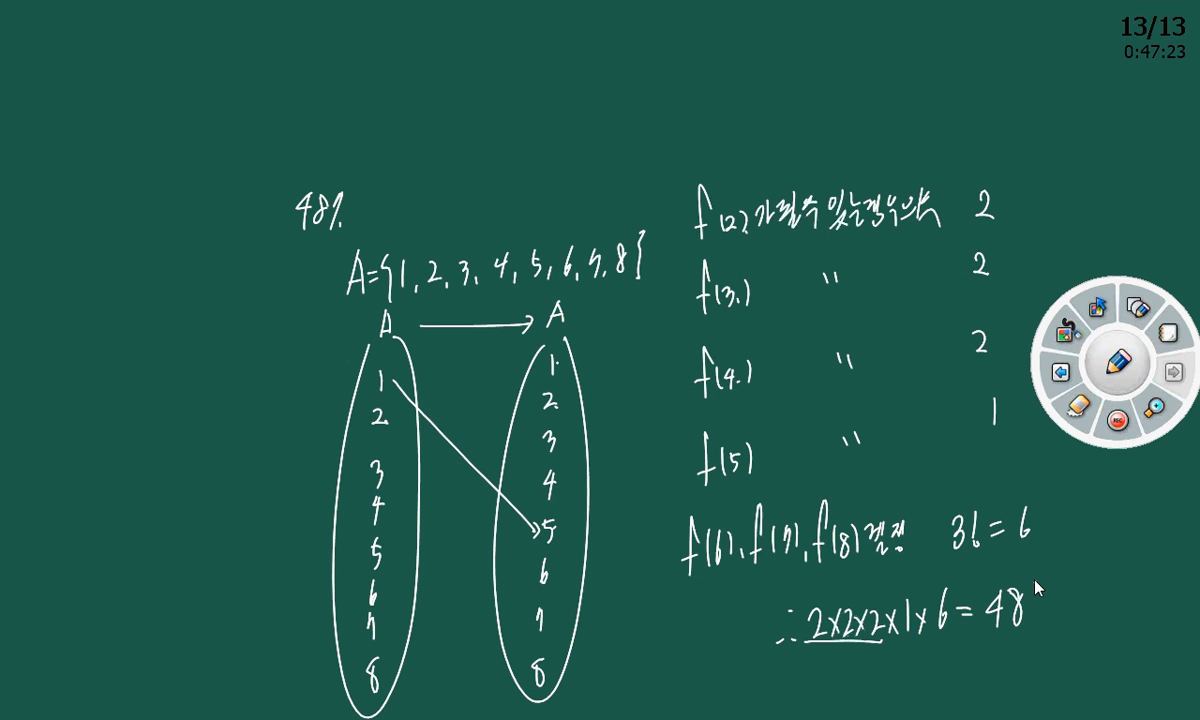 13/13
0:47:23
48%
A={1, 2, 3, 4, 5, 6, 7, 8}
A → A
1 1
2 2
3 3
4 4
5 5
6 6
7 7
8 8
f(2)가 될 수 있는 경우의 수 2
f(3) " 2
f(4) " 2
f(5) " 1
f(6), f(7), f(8) 결정 3! = 6
∴ 2×2×2×1×6 = 48
REC